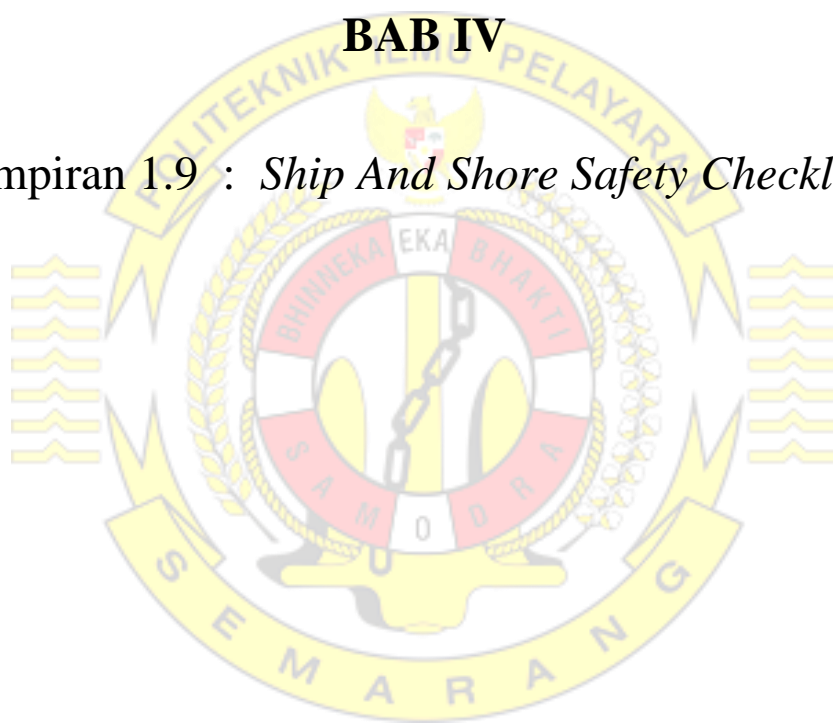 BAB IV
POLITEKNIK ILMU PELAYARAN
mpiran 1.9 : Ship And Shore Safety Checkl
BHINNEKA EKA BHAKTI
SAMODRA
SEMARANG